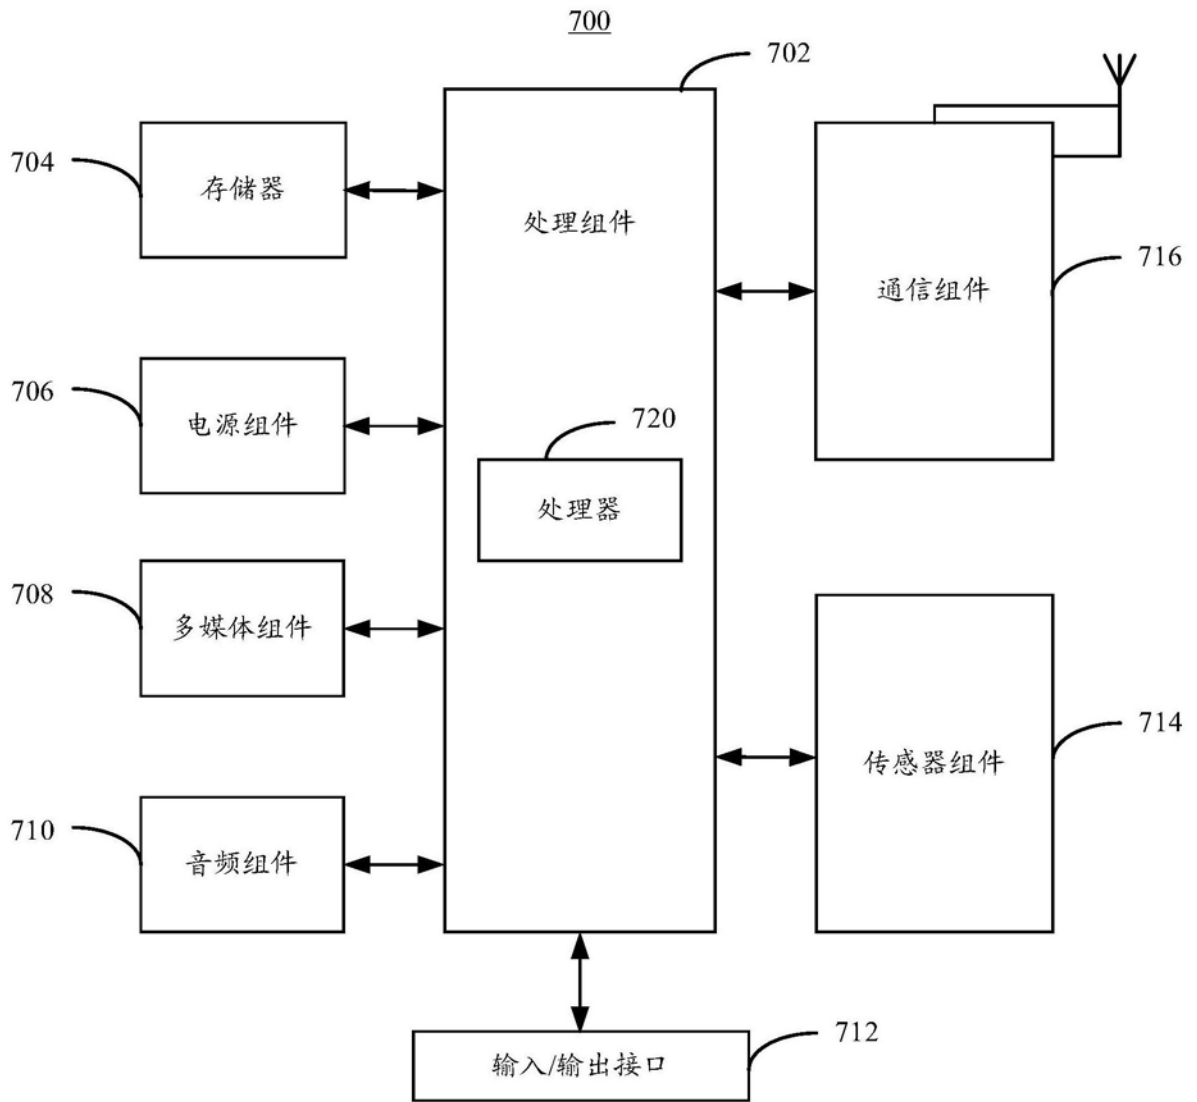 700
702
704
存储器
处理组件
716
通信组件
706
电源组件
720
处理器
708
多媒体组件
714
传感器组件
710
音频组件
712
输入/输出接口